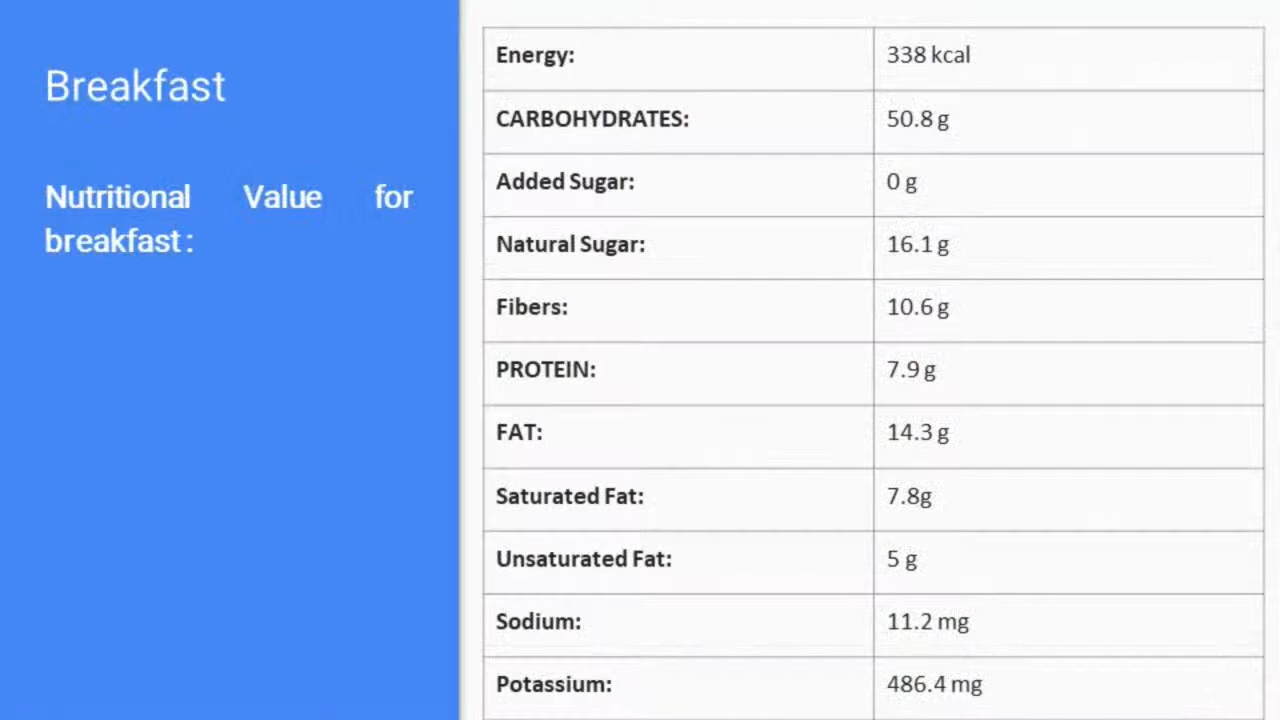 Breakfast
Nutritional Value for
breakfast:
Energy: 338 kcal
CARBOHYDRATES: 50.8 g
Added Sugar: 0 g
Natural Sugar: 16.1 g
Fibers: 10.6 g
PROTEIN: 7.9 g
FAT: 14.3 g
Saturated Fat: 7.8g
Unsaturated Fat: 5 g
Sodium: 11.2 mg
Potassium: 486.4 mg